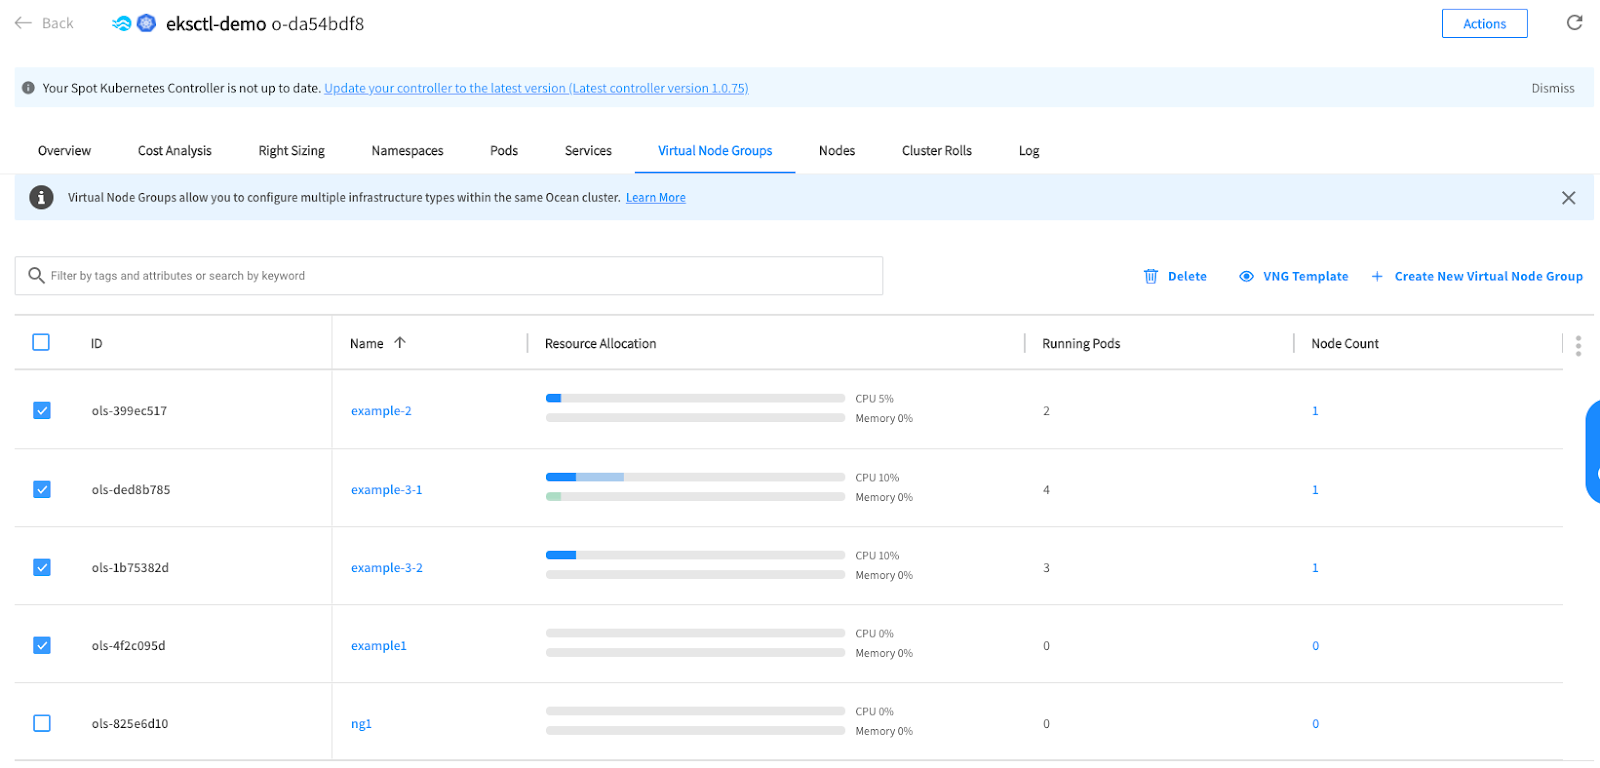 Back eksctl-demo o-da54bdf8 Actions
Your Spot Kubernetes Controller is not up to date. Update your controller to the latest version (Latest controller version 1.0.75) Dismiss
Overview Cost Analysis Right Sizing Namespaces Pods Services Virtual Node Groups Nodes Cluster Rolls Log
Virtual Node Groups allow you to configure multiple infrastructure types within the same Ocean cluster. Learn More
Filter by tags and attributes or search by keyword Delete VNG Template + Create New Virtual Node Group
ID Name Resource Allocation Running Pods Node Count
CPU 5%
ols-399ec517 example-2 2 1
Memory 0%
CPU 10%
ols-ded8b785 example-3-1 4 1
Memory 0%
CPU 10%
ols-1b75382d example-3-2 3 1
Memory 0%
CPU 0%
ols-4f2c095d example1 0 0
Memory 0%
CPU 0%
ols-825e6d10 ng1 0 0
Memory 0%